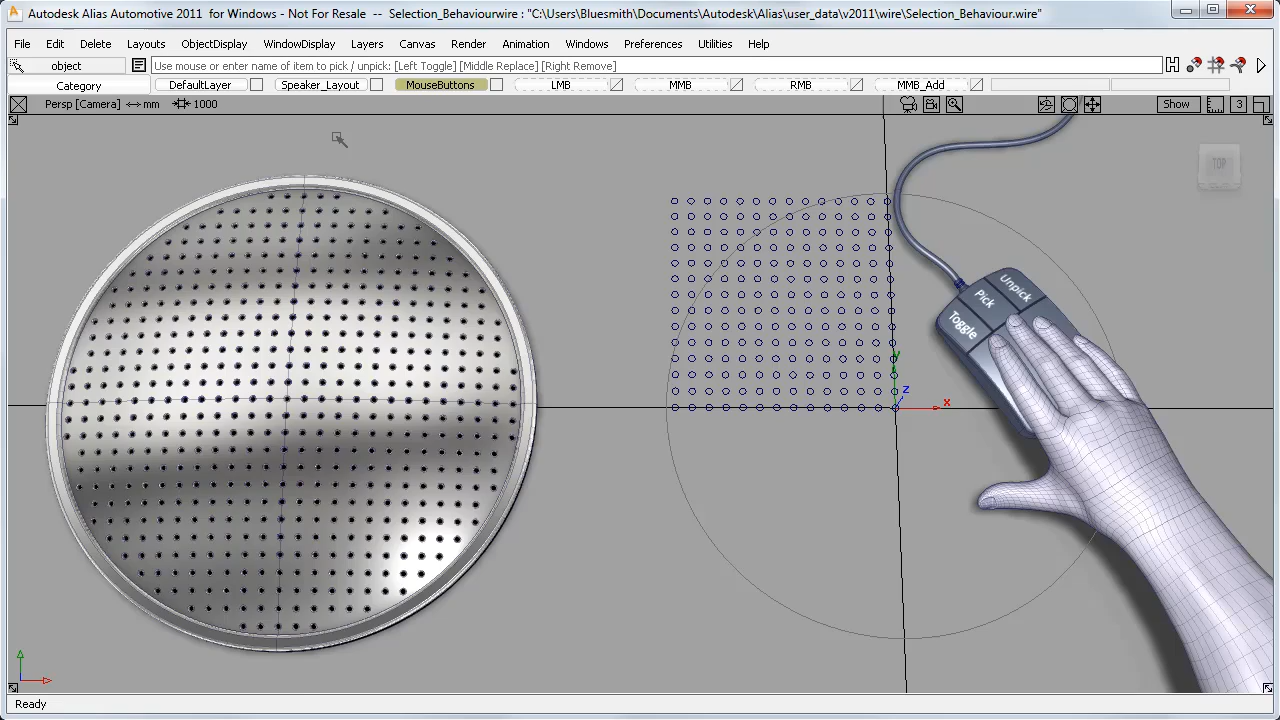 Autodesk Alias Automotive 2011 for Windows - Not For Resale -- Selection.Behaviourwire : "C:\Users\Bluesmith\Documents\Autodesk\Alias\user_data\v2011\wire\Selection_Behaviour.wire"
File Edit Delete Layouts ObjectDisplay WindowDisplay Layers Canvas Render Animation Windows Preferences Utilities Help
object Use mouse or enter name of item to pick / unpick: [Left Toggle] [Middle Replace] [Right Remove]
Category DefaultLayer Speaker_Layout MouseButtons LMB MMB RMB MMB_Add
Persp [Camera] mm 1000 Show 3
TOP
Unpick
Pick
Toggle
y
z
x
Ready